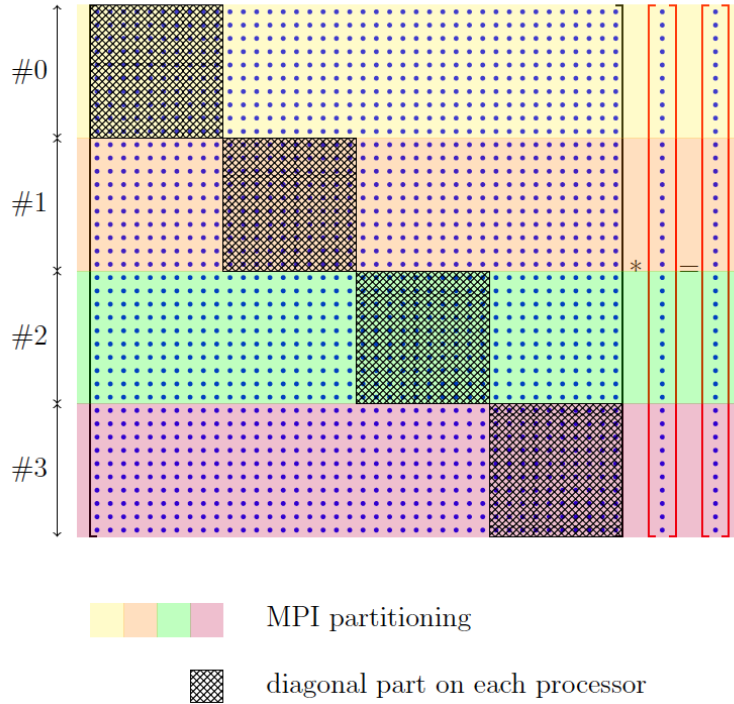 #0
#1
* =
#2
#3
MPI partitioning
diagonal part on each processor